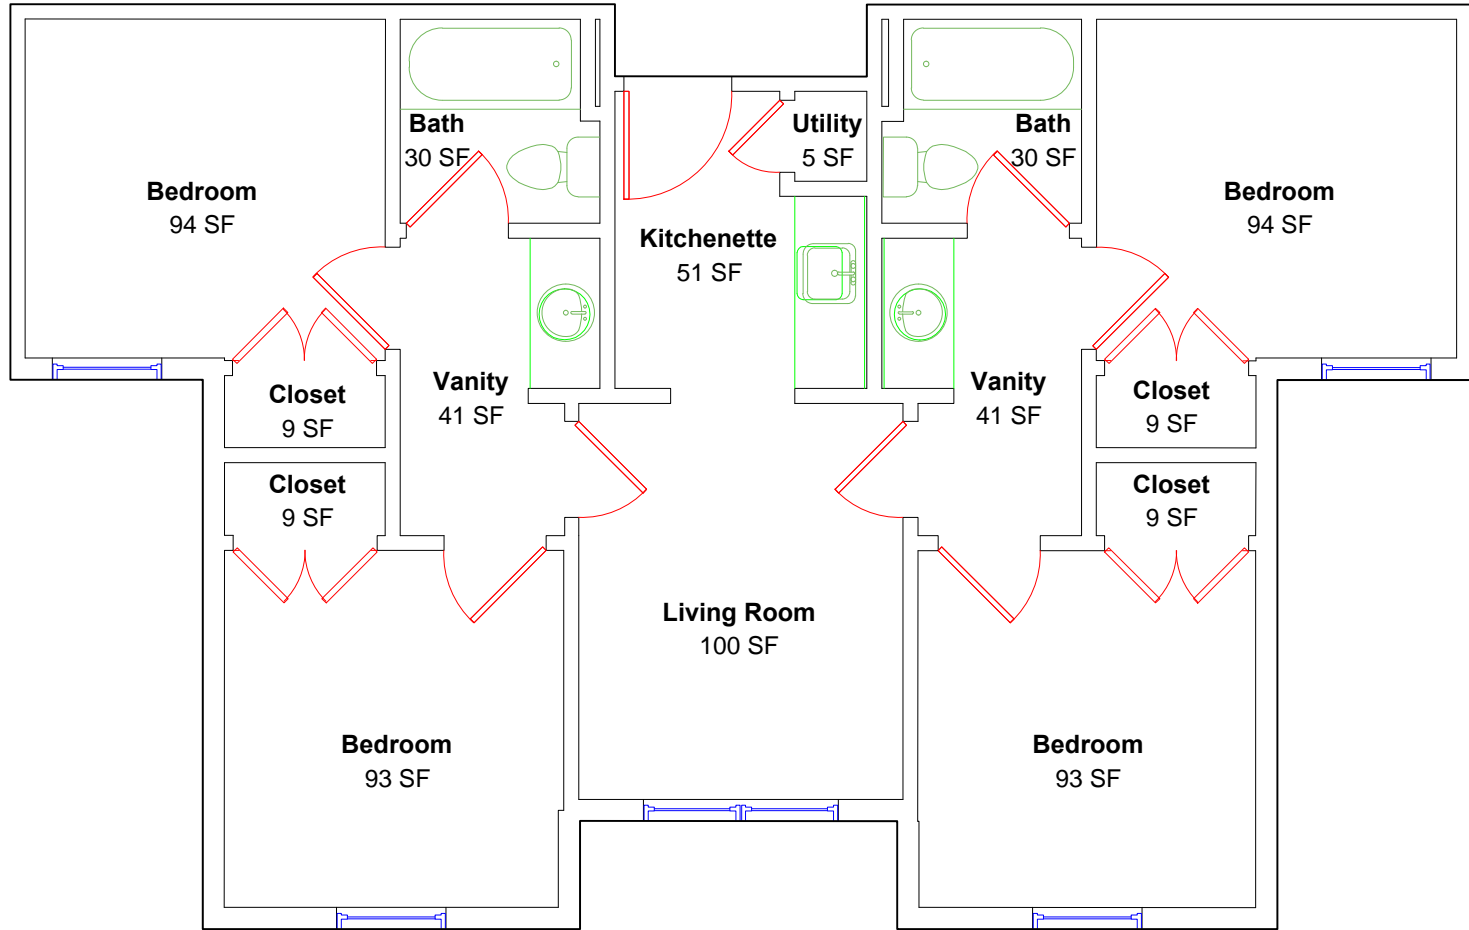 Bath
30 SF
Utility
5 SF
Bath
30 SF
Bedroom
94 SF
Bedroom
94 SF
Kitchenette
51 SF
Closet
9 SF
Vanity
41 SF
Vanity
41 SF
Closet
9 SF
Closet
9 SF
Closet
9 SF
Living Room
100 SF
Bedroom
93 SF
Bedroom
93 SF